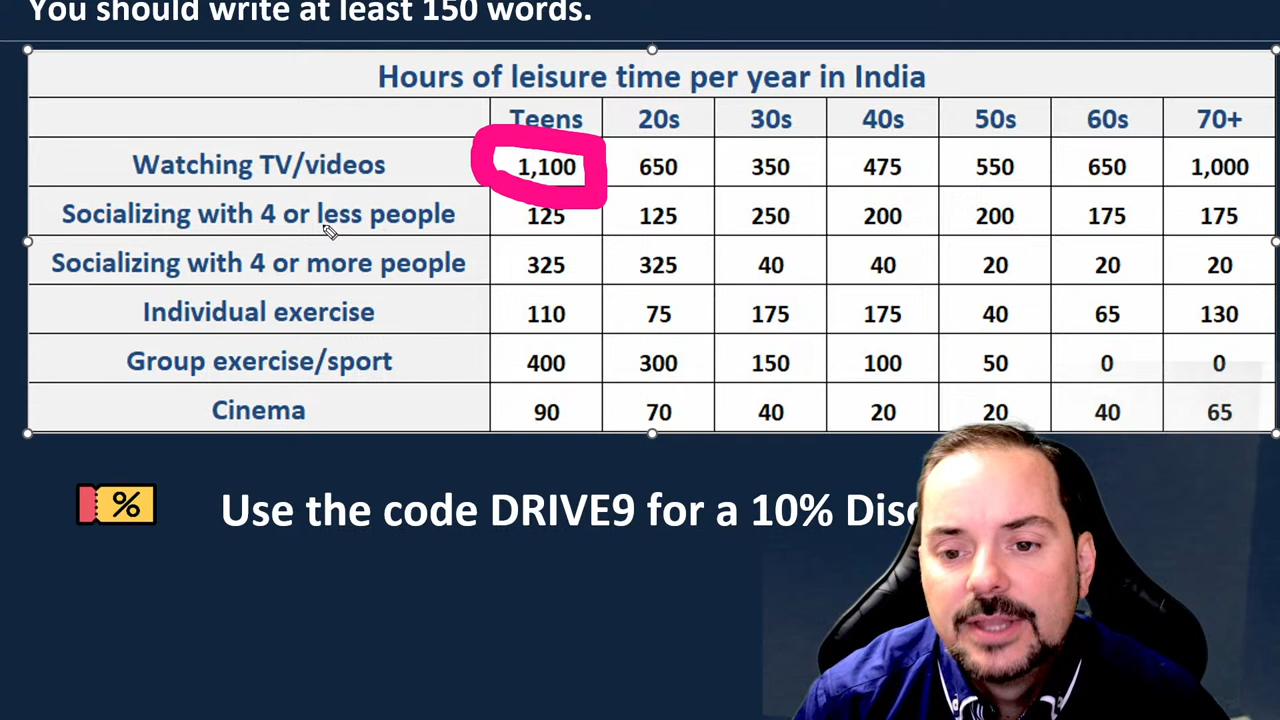 You should write at least 150 words.
Hours of leisure time per year in India
Teens 20s 30s 40s 50s 60s 70+
Watching TV/videos 1,100 650 350 475 550 650 1,000
Socializing with 4 or less people 125 125 250 200 200 175 175
Socializing with 4 or more people 325 325 40 40 20 20 20
Individual exercise 110 75 175 175 40 65 130
Group exercise/sport 400 300 150 100 50 0 0
Cinema 90 70 40 20 20 40 65
%
Use the code DRIVE9 for a 10%